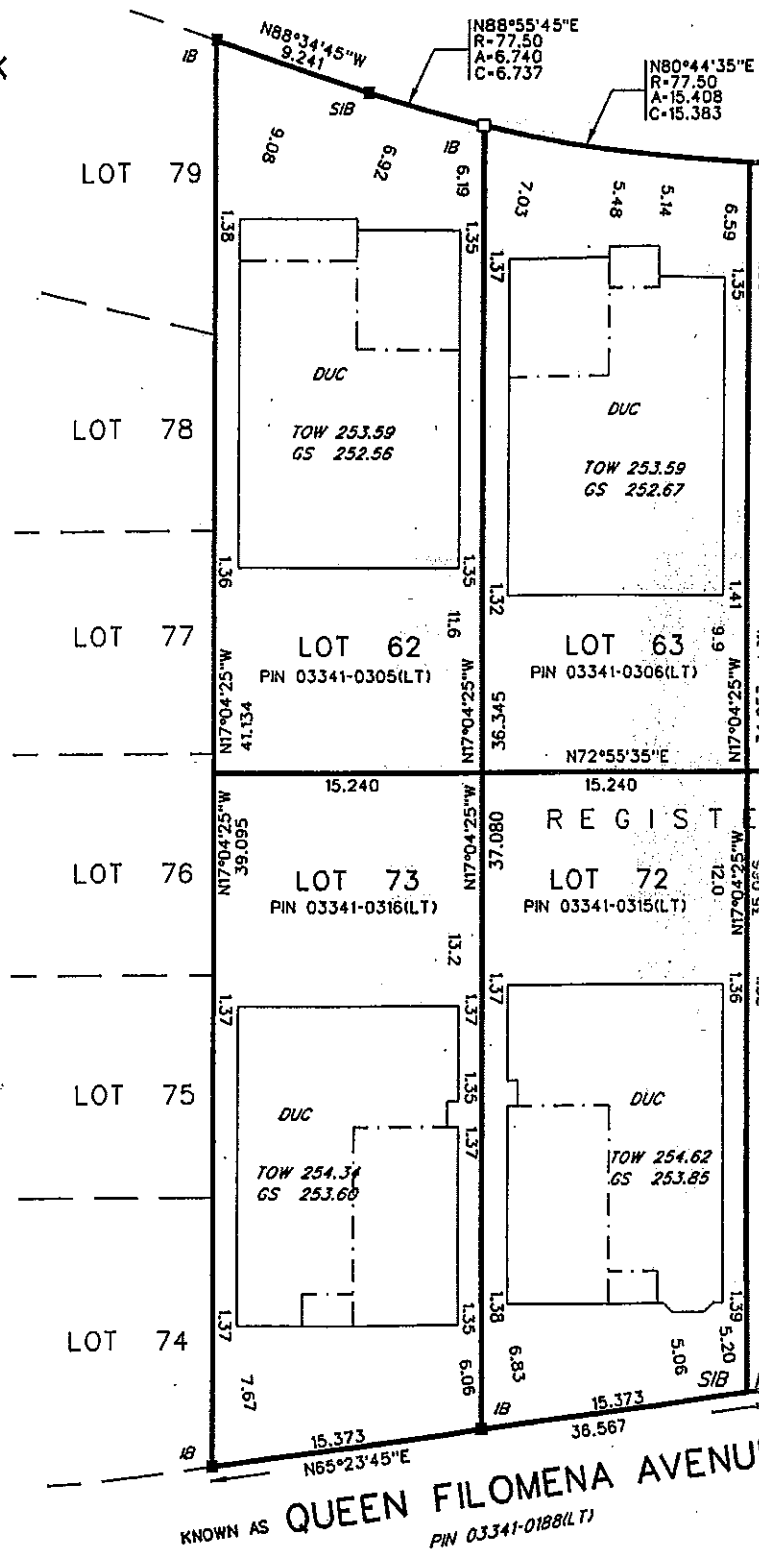 N88°34'45"W
9.241
N88°55'45"E
R=77.50
A=6.740
C=6.737
N80°44'35"E
R=77.50
A=15.408
C=15.383
IB
SIB
IB
LOT 79
9.08
6.92
6.19
7.03
5.48
5.14
6.59
1.38
1.35
1.37
1.35
DUC
TOW 253.59
GS 252.56
DUC
TOW 253.59
GS 252.67
LOT 78
1.36
1.35
1.32
1.41
11.6
9.9
LOT 77
LOT 62
PIN 03341-0305(LT)
LOT 63
PIN 03341-0306(LT)
N17°04'25"W
41.134
N17°04'25"W
36.345
N17°04'25"W
N72°55'35"E
15.240
15.240
REGISTE
N17°04'25"W
39.095
N17°04'25"W
37.080
N17°04'25"W
LOT 76
LOT 73
PIN 03341-0316(LT)
LOT 72
PIN 03341-0315(LT)
12.0
13.2
1.37
1.37
1.37
1.36
LOT 75
1.35
1.37
DUC
TOW 254.34
GS 253.60
DUC
TOW 254.62
GS 253.85
1.37
1.35
1.38
1.39
LOT 74
7.67
6.06
6.83
5.06
5.20
SIB
IB
15.373
36.567
IB
15.373
N65°23'45"E
KNOWN AS QUEEN FILOMENA AVENU
PIN 03341-0188(LT)